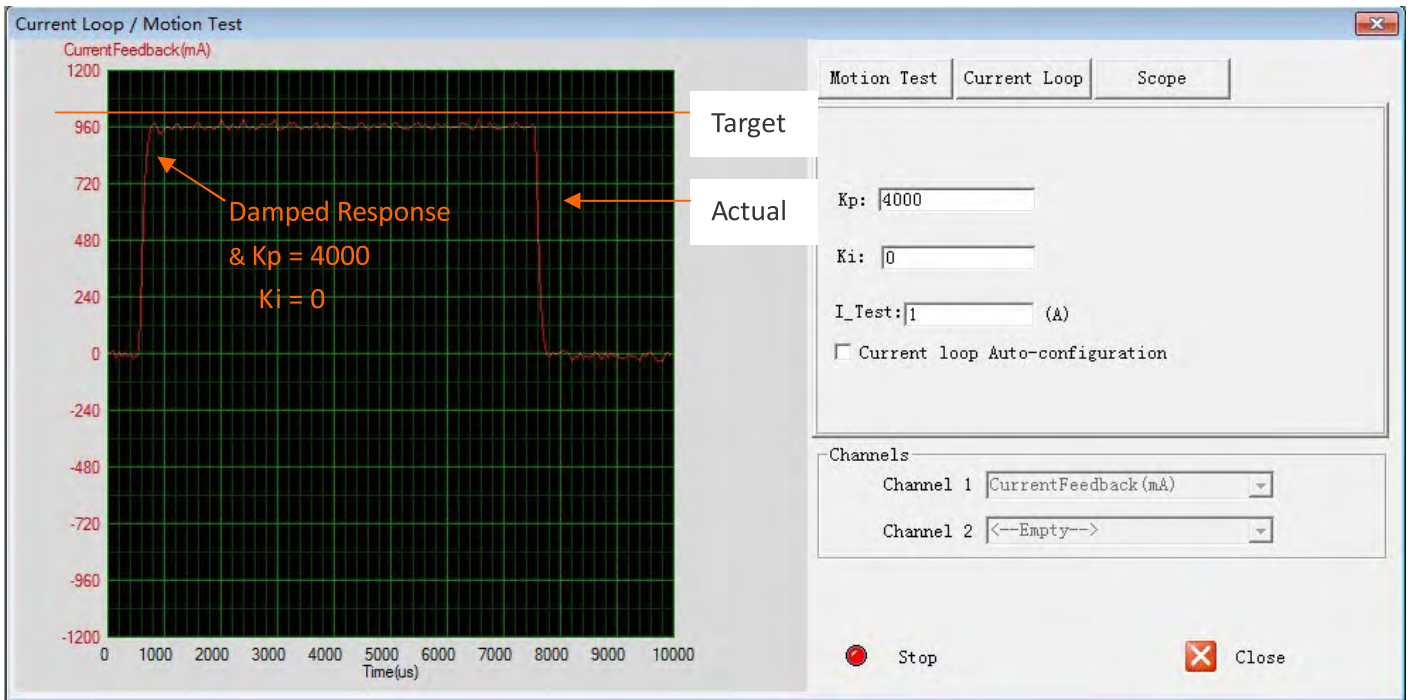 Current Loop / Motion Test
CurrentFeedback(mA)
1200
960
720
480
240
0
-240
-480
-720
-960
-1200
0 1000 2000 3000 4000 5000 6000 7000 8000 9000 10000
Time(us)
Damped Response
& Kp = 4000
Ki = 0
Target
Actual
Motion Test Current Loop Scope
Kp: 4000
Ki: 0
I_Test: 1 (A)
Current loop Auto-configuration
Channels
Channel 1 CurrentFeedback(mA)
Channel 2 <--Empty-->
Stop Close